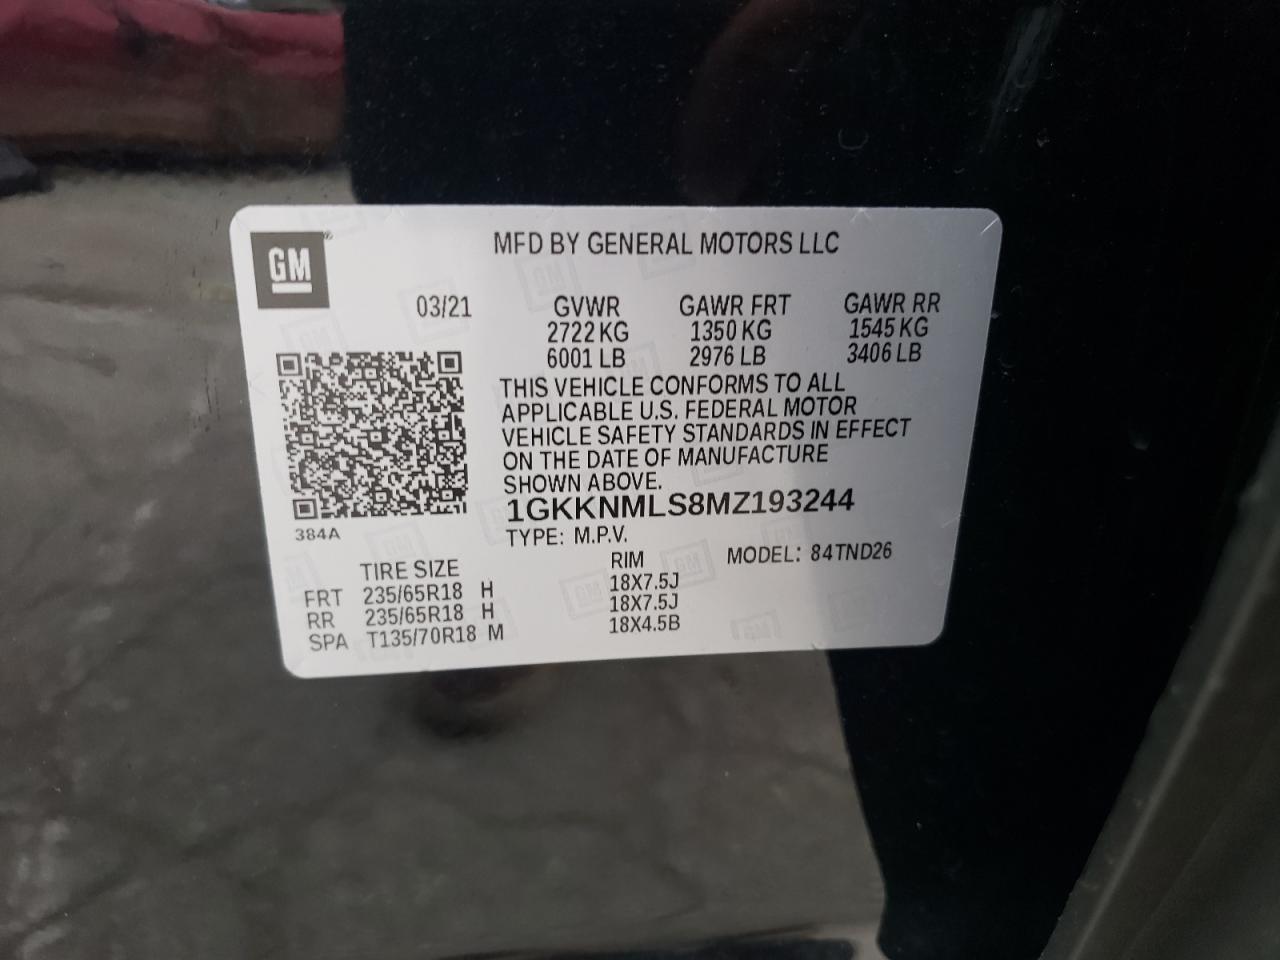 GM®
MFD BY GENERAL MOTORS LLC
03/21 GVWR GAWR FRT GAWR RR
2722 KG 1350 KG 1545 KG
6001 LB 2976 LB 3406 LB
THIS VEHICLE CONFORMS TO ALL
APPLICABLE U.S. FEDERAL MOTOR
VEHICLE SAFETY STANDARDS IN EFFECT
ON THE DATE OF MANUFACTURE
SHOWN ABOVE.
1GKKNMLS8MZ193244
384A
TYPE: M.P.V.
MODEL: 84TND26
TIRE SIZE RIM
FRT 235/65R18 H 18X7.5J
RR 235/65R18 H 18X7.5J
SPA T135/70R18 M 18X4.5B